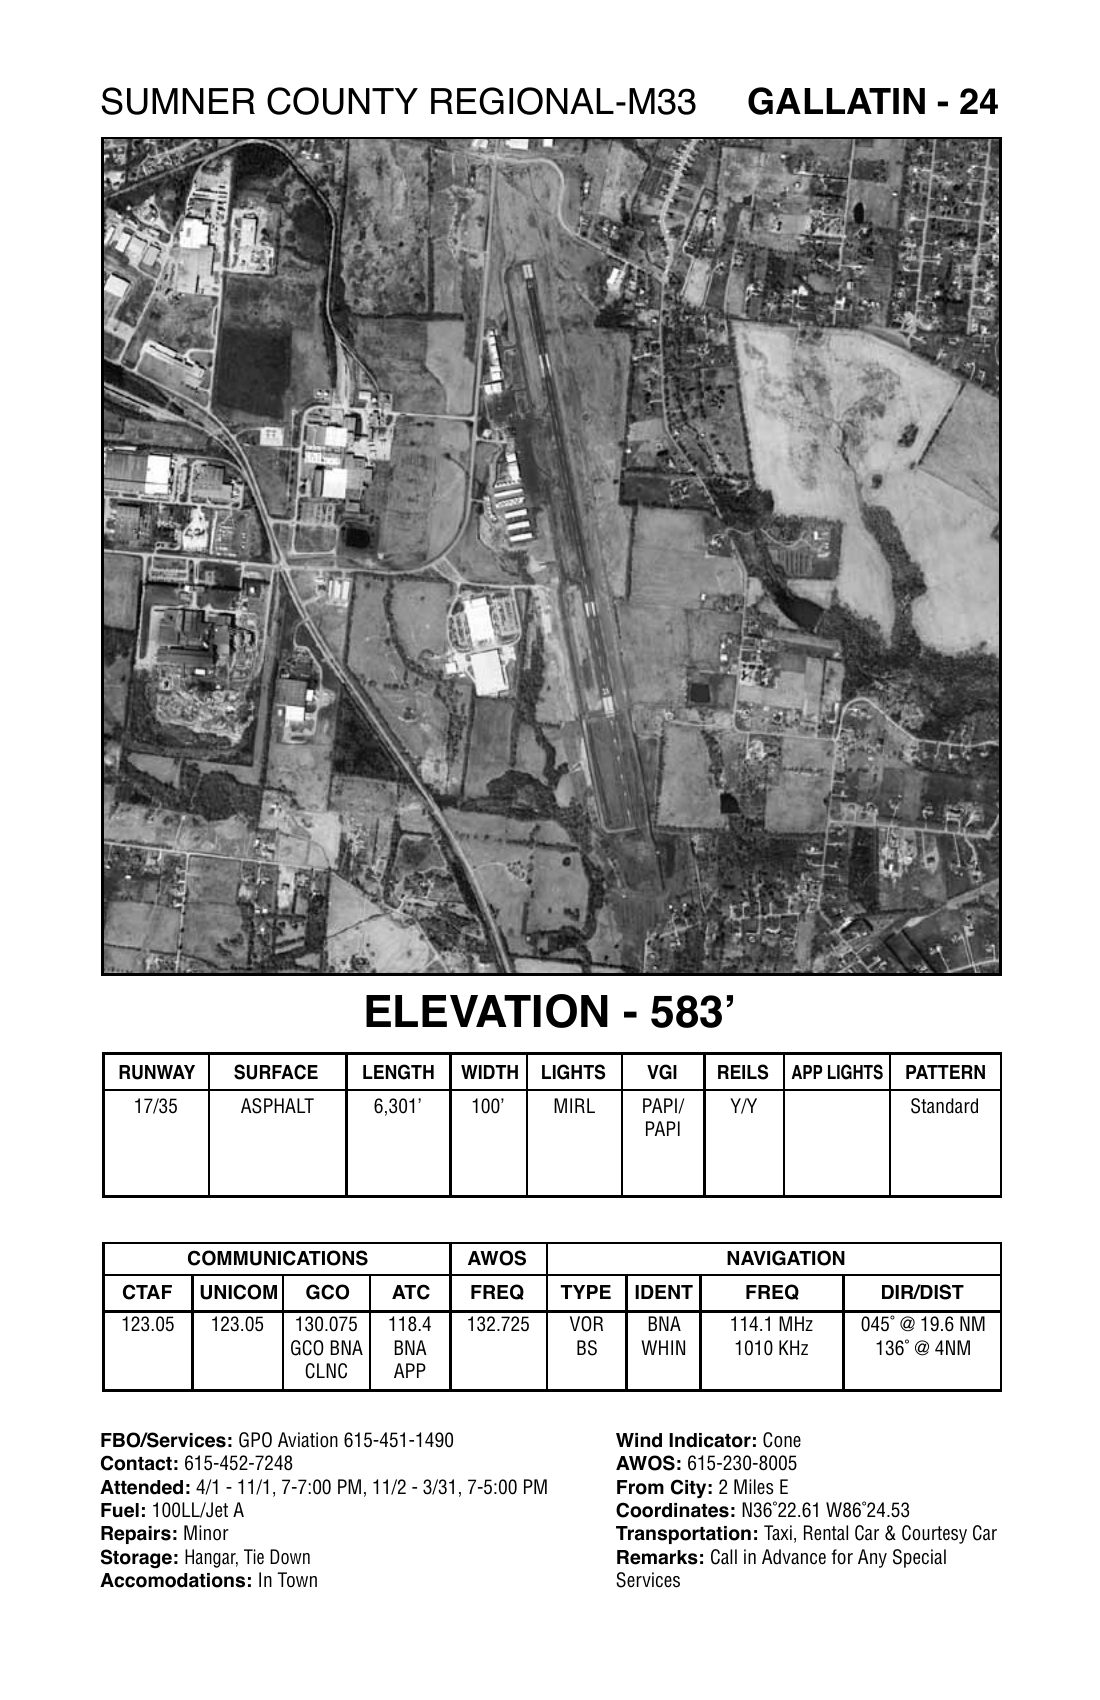 SUMNER COUNTY REGIONAL-M33 GALLATIN - 24
ELEVATION - 583’
RUNWAY SURFACE LENGTH WIDTH LIGHTS VGI REILS APP LIGHTS PATTERN
17/35 ASPHALT 6,301’ 100’ MIRL PAPI/ Y/Y Standard
PAPI
COMMUNICATIONS AWOS NAVIGATION
CTAF UNICOM GCO ATC FREQ TYPE IDENT FREQ DIR/DIST
123.05 123.05 130.075 118.4 132.725 VOR BNA 114.1 MHz 045˚ @ 19.6 NM
GCO BNA BNA BS WHIN 1010 KHz 136˚ @ 4NM
CLNC APP
FBO/Services: GPO Aviation 615-451-1490
Contact: 615-452-7248
Attended: 4/1 - 11/1, 7-7:00 PM, 11/2 - 3/31, 7-5:00 PM
Fuel: 100LL/Jet A
Repairs: Minor
Storage: Hangar, Tie Down
Accomodations: In Town
Wind Indicator: Cone
AWOS: 615-230-8005
From City: 2 Miles E
Coordinates: N36˚22.61 W86˚24.53
Transportation: Taxi, Rental Car & Courtesy Car
Remarks: Call in Advance for Any Special
Services